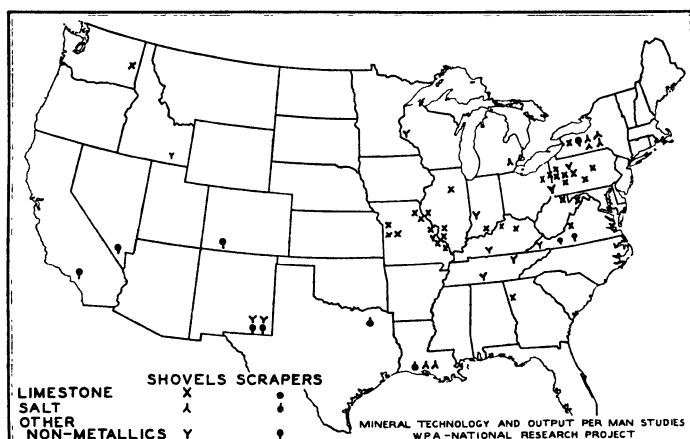 SHOVELS SCRAPERS
LIMESTONE X
SALT
OTHER
NON-METALLICS Y
MINERAL TECHNOLOGY AND OUTPUT PER MAN STUDIES
WPA-NATIONAL RESEARCH PROJECT